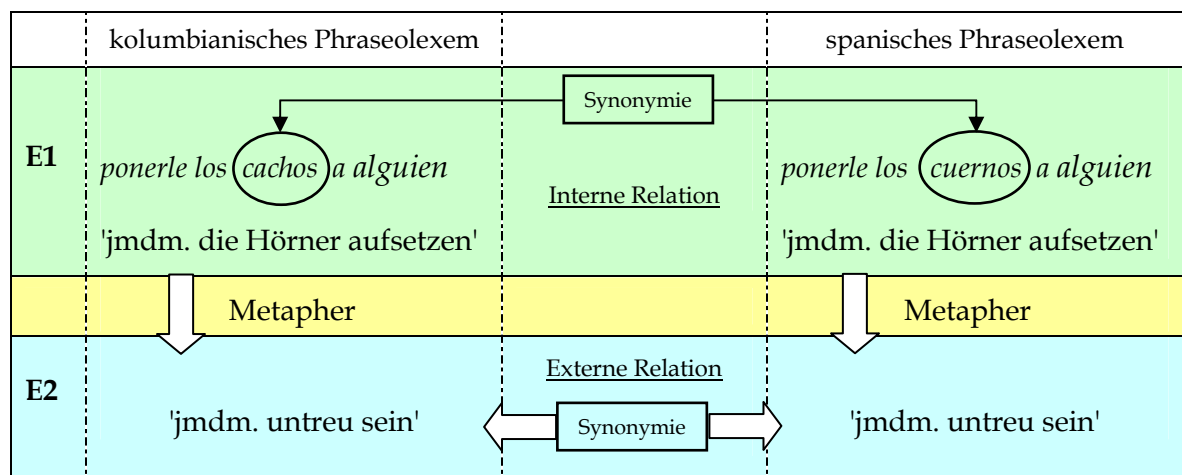 kolumbianisches Phraseolexem spanisches Phraseolexem
Synonymie
E1
ponerle los cachos a alguien ponerle los cuernos a alguien
Interne Relation
'jmdm. die Hörner aufsetzen' 'jmdm. die Hörner aufsetzen'
Metapher Metapher
Externe Relation
E2
'jmdm. untreu sein' Synonymie 'jmdm. untreu sein'